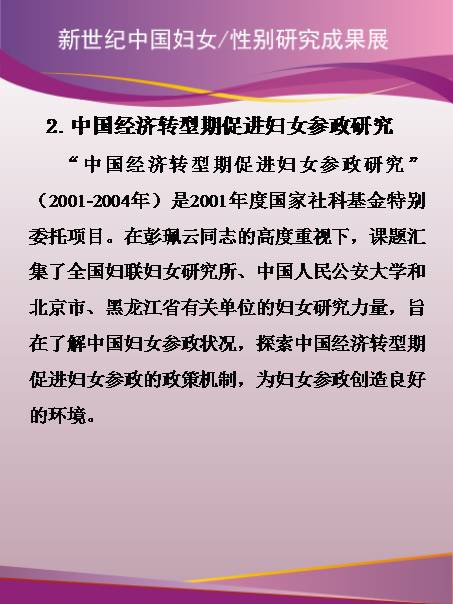 新世纪中国妇女/性别研究成果展
2. 中国经济转型期促进妇女参政研究
“中国经济转型期促进妇女参政研究”
（2001-2004年）是2001年度国家社科基金特别
委托项目。在彭珮云同志的高度重视下，课题汇
集了全国妇联妇女研究所、中国人民公安大学和
北京市、黑龙江省有关单位的妇女研究力量，旨
在了解中国妇女参政状况，探索中国经济转型期
促进妇女参政的政策机制，为妇女参政创造良好
的环境。